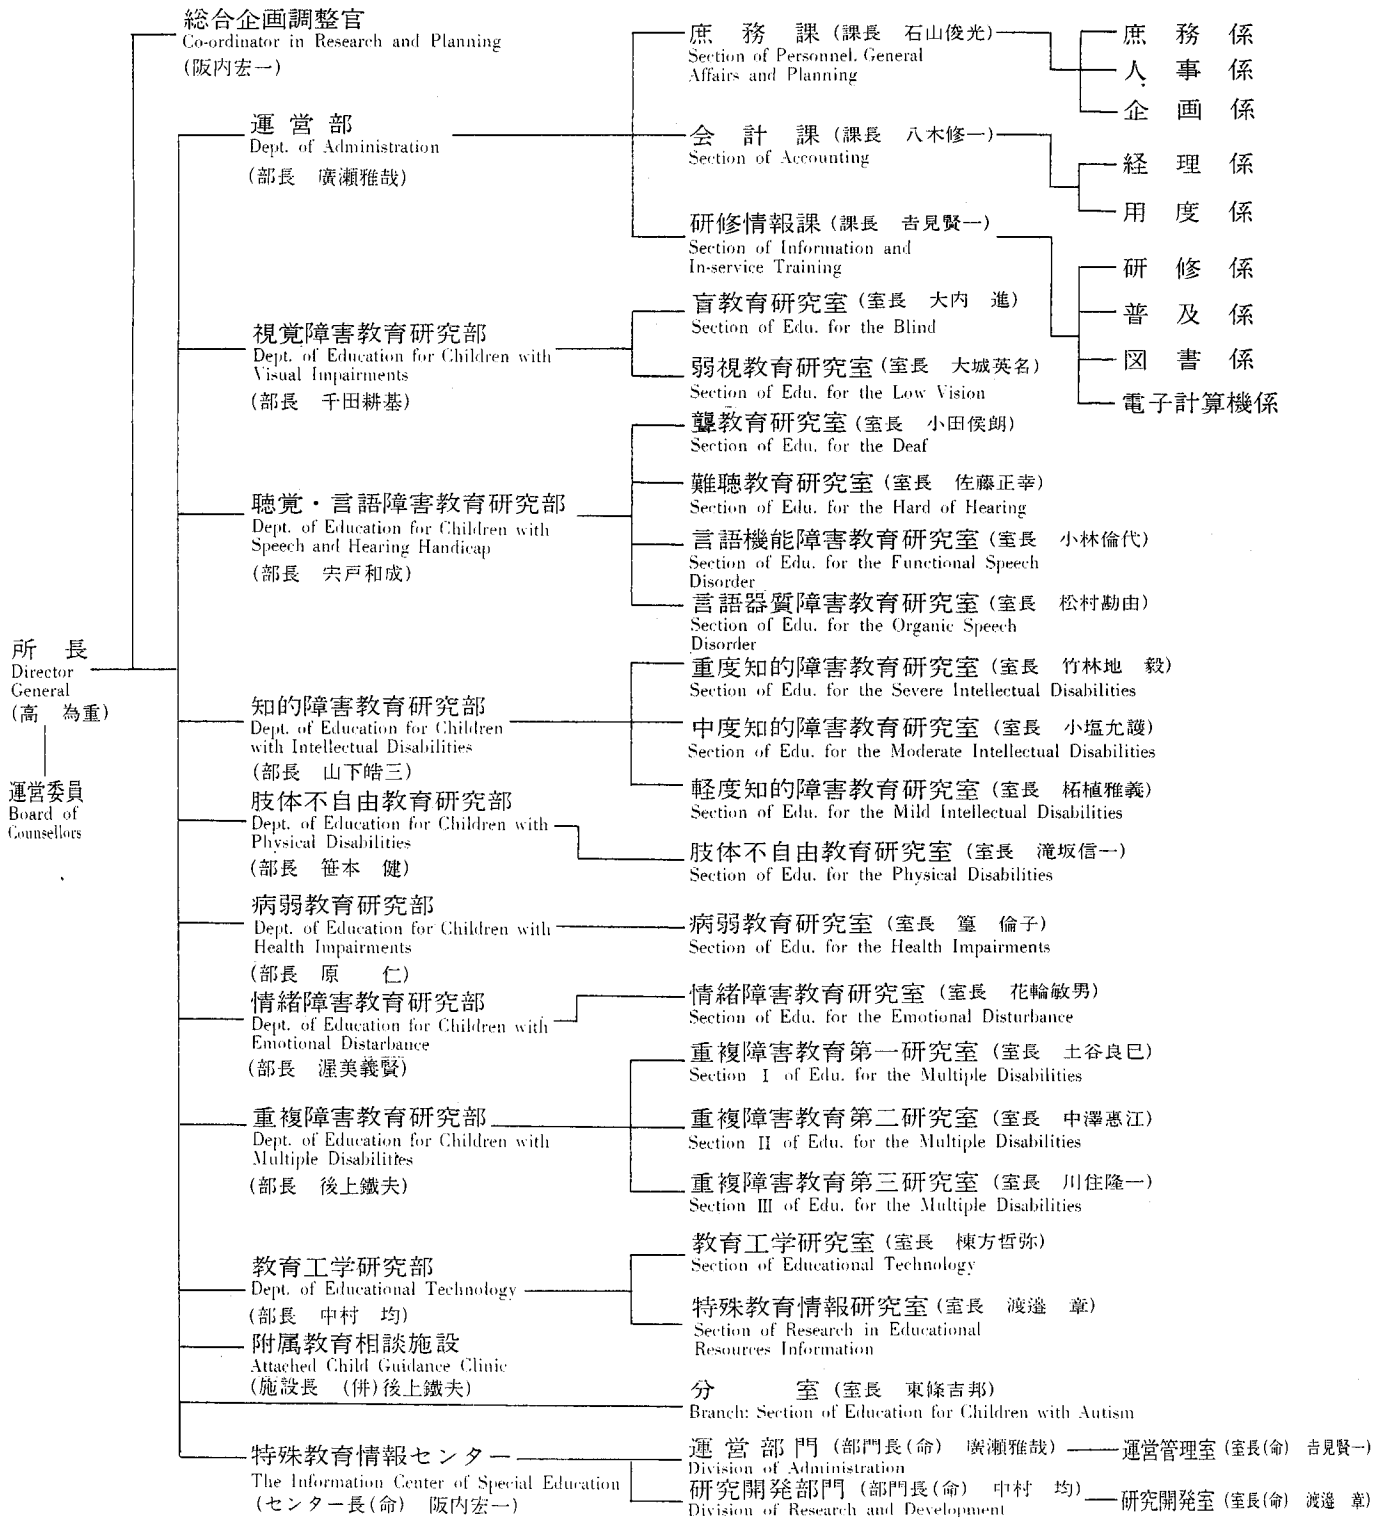 総合企画調整官
Co-ordinator in Research and Planning
(阪内宏一)
運営部
Dept. of Administration
(部長 廣瀬雅哉)
庶務課 (課長 石山俊光)
Section of Personnel. General
Affairs and Planning
庶務係
人事係
企画係
会計課 (課長 八木修一)
Section of Accounting
経理係
用度係
研修情報課 (課長 吉見賢一)
Section of Information and
In-service Training
研修係
普及係
図書係
電子計算機係
視覚障害教育研究部
Dept. of Education for Children with
Visual Impairments
(部長 千田耕基)
盲教育研究室 (室長 大内 進)
Section of Edu. for the Blind
弱視教育研究室 (室長 大城英名)
Section of Edu. for the Low Vision
聴覚・言語障害教育研究部
Dept. of Education for Children with
Speech and Hearing Handicap
(部長 宍戸和成)
聾教育研究室 (室長 小田侯朗)
Section of Edu. for the Deaf
難聴教育研究室 (室長 佐藤正幸)
Section of Edu. for the Hard of Hearing
言語機能障害教育研究室 (室長 小林倫代)
Section of Edu. for the Functional Speech
Disorder
言語器質障害教育研究室 (室長 松村勘由)
Section of Edu. for the Organic Speech
Disorder
所長
Director
General
(高 為重)
運営委員
Board of
Counsellors
知的障害教育研究部
Dept. of Education for Children
with Intellectual Disabilities
(部長 山下皓三)
重度知的障害教育研究室 (室長 竹林地 毅)
Section of Edu. for the Severe Intellectual Disabilities
中度知的障害教育研究室 (室長 小塩允護)
Section of Edu. for the Moderate Intellectual Disabilities
軽度知的障害教育研究室 (室長 柘植雅義)
Section of Edu. for the Mild Intellectual Disabilities
肢体不自由教育研究部
Dept. of Education for Children with
Physical Disabilities
(部長 笹本 健)
肢体不自由教育研究室 (室長 滝坂信一)
Section of Edu. for the Physical Disabilities
病弱教育研究部
Dept. of Education for Children with
Health Impairments
(部長 原 仁)
病弱教育研究室 (室長 篁 倫子)
Section of Edu. for the Health Impairments
情緒障害教育研究部
Dept. of Education for Children with
Emotional Distarbance
(部長 渥美義賢)
情緒障害教育研究室 (室長 花輪敏男)
Section of Edu. for the Emotional Disturbance
重複障害教育研究部
Dept. of Education for Children with
Multiple Disabilities
(部長 後上鐵夫)
重複障害教育第一研究室 (室長 土谷良巳)
Section I of Edu. for the Multiple Disabilities
重複障害教育第二研究室 (室長 中澤惠江)
Section II of Edu. for the Multiple Disabilities
重複障害教育第三研究室 (室長 川住隆一)
Section III of Edu. for the Multiple Disabilities
教育工学研究部
Dept. of Educational Technology
(部長 中村 均)
教育工学研究室 (室長 棟方哲弥)
Section of Educational Technology
特殊教育情報研究室 (室長 渡邉 章)
Section of Research in Educational
Resources Information
附属教育相談施設
Attached Child Guidance Clinic
(施設長 (併)後上鐵夫)
分室 (室長 東條吉邦)
Branch: Section of Education for Children with Autism
特殊教育情報センター
The Information Center of Special Education
(センター長(命) 阪内宏一)
運営部門 (部門長(命) 廣瀬雅哉)
Division of Administration
運営管理室 (室長(命) 吉見賢一)
研究開発部門 (部門長(命) 中村 均)
Division of Research and Development
研究開発室 (室長(命) 渡邉 章)